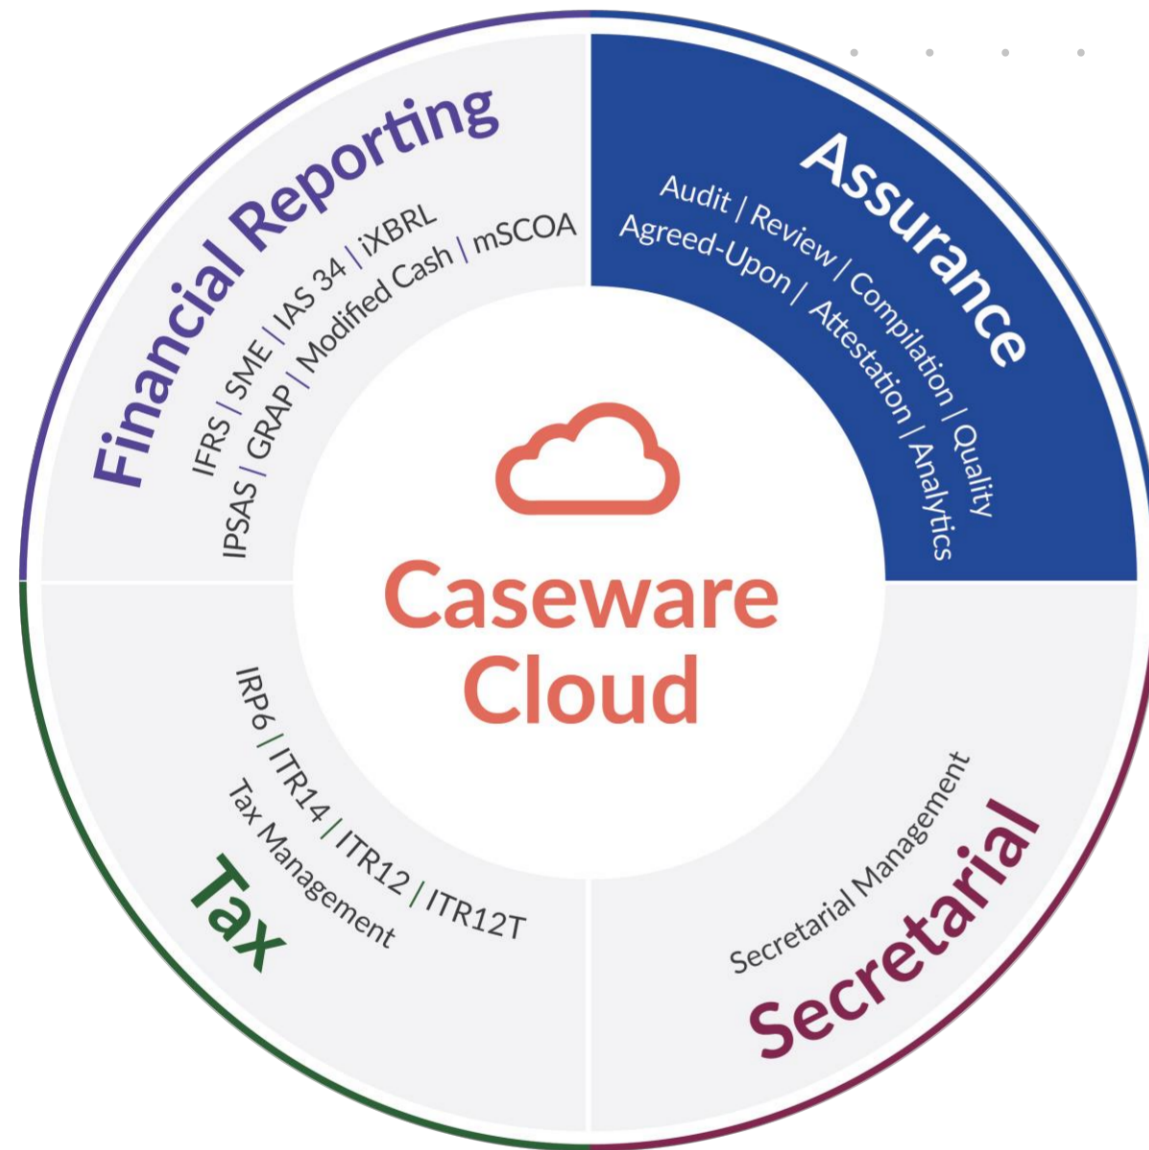 Financial Reporting
IFRS | SME | IAS 34 | iXBRL
IPSAS | GRAP | Modified Cash | mSCOA
Assurance
Audit | Review | Compilation | Quality
Agreed-Upon | Attestation | Analytics
Caseware
Cloud
IRP6 | ITR14 | ITR12 | ITR12T
Tax Management
Tax
Secretarial Management
Secretarial